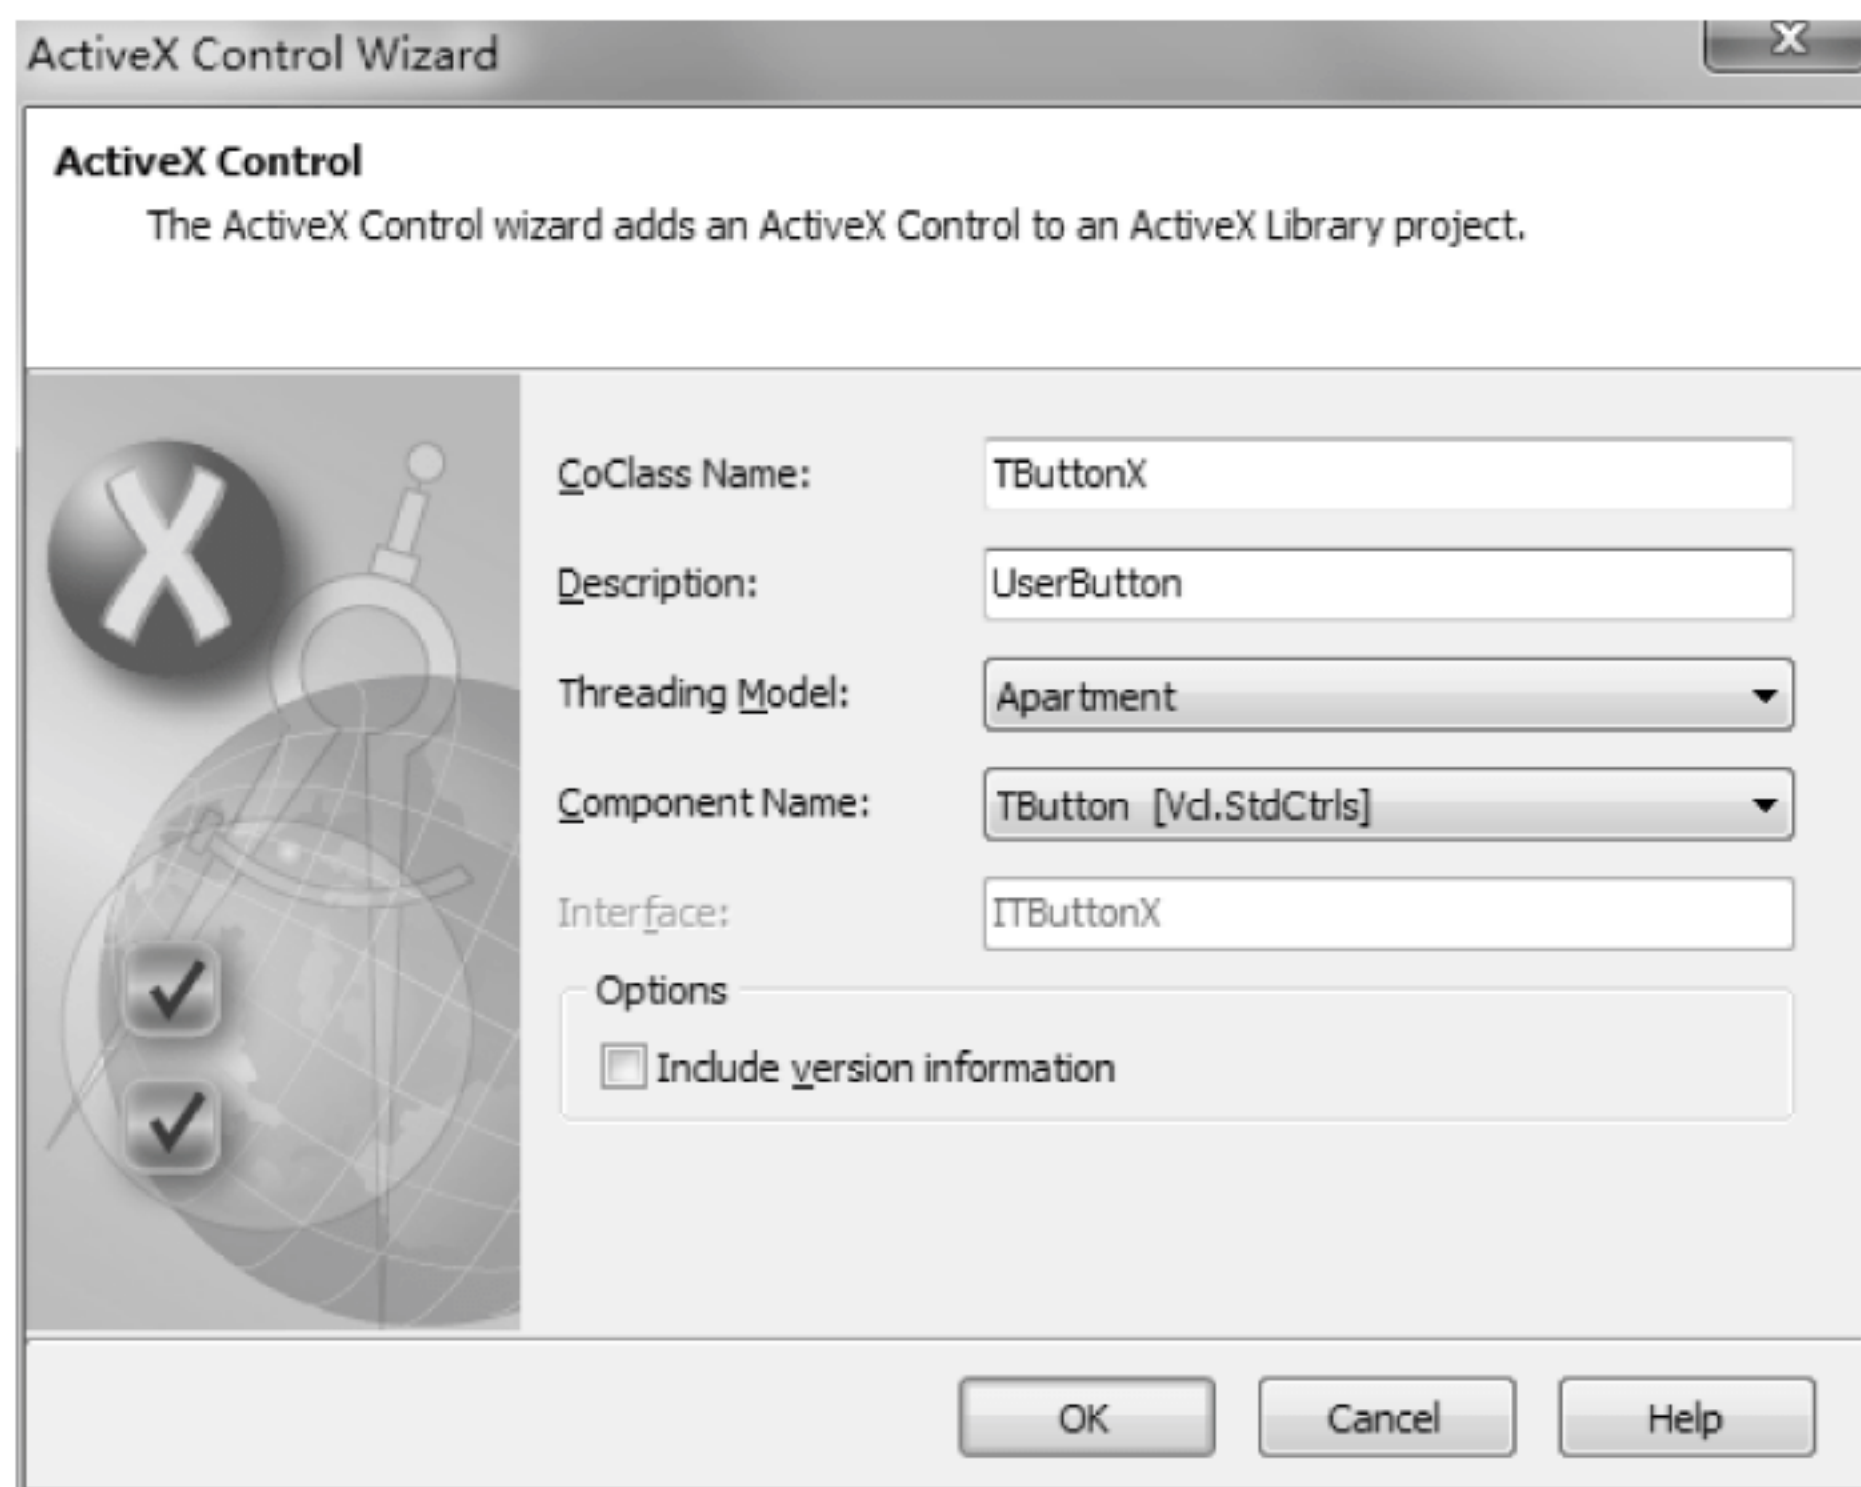 ActiveX Control Wizard
ActiveX Control
The ActiveX Control wizard adds an ActiveX Control to an ActiveX Library project.
CoClass Name: TButtonX
Description: UserButton
Threading Model: Apartment
Component Name: TButton [Vcl.StdCtrls]
Interface: ITButtonX
Options
Include version information
OK Cancel Help